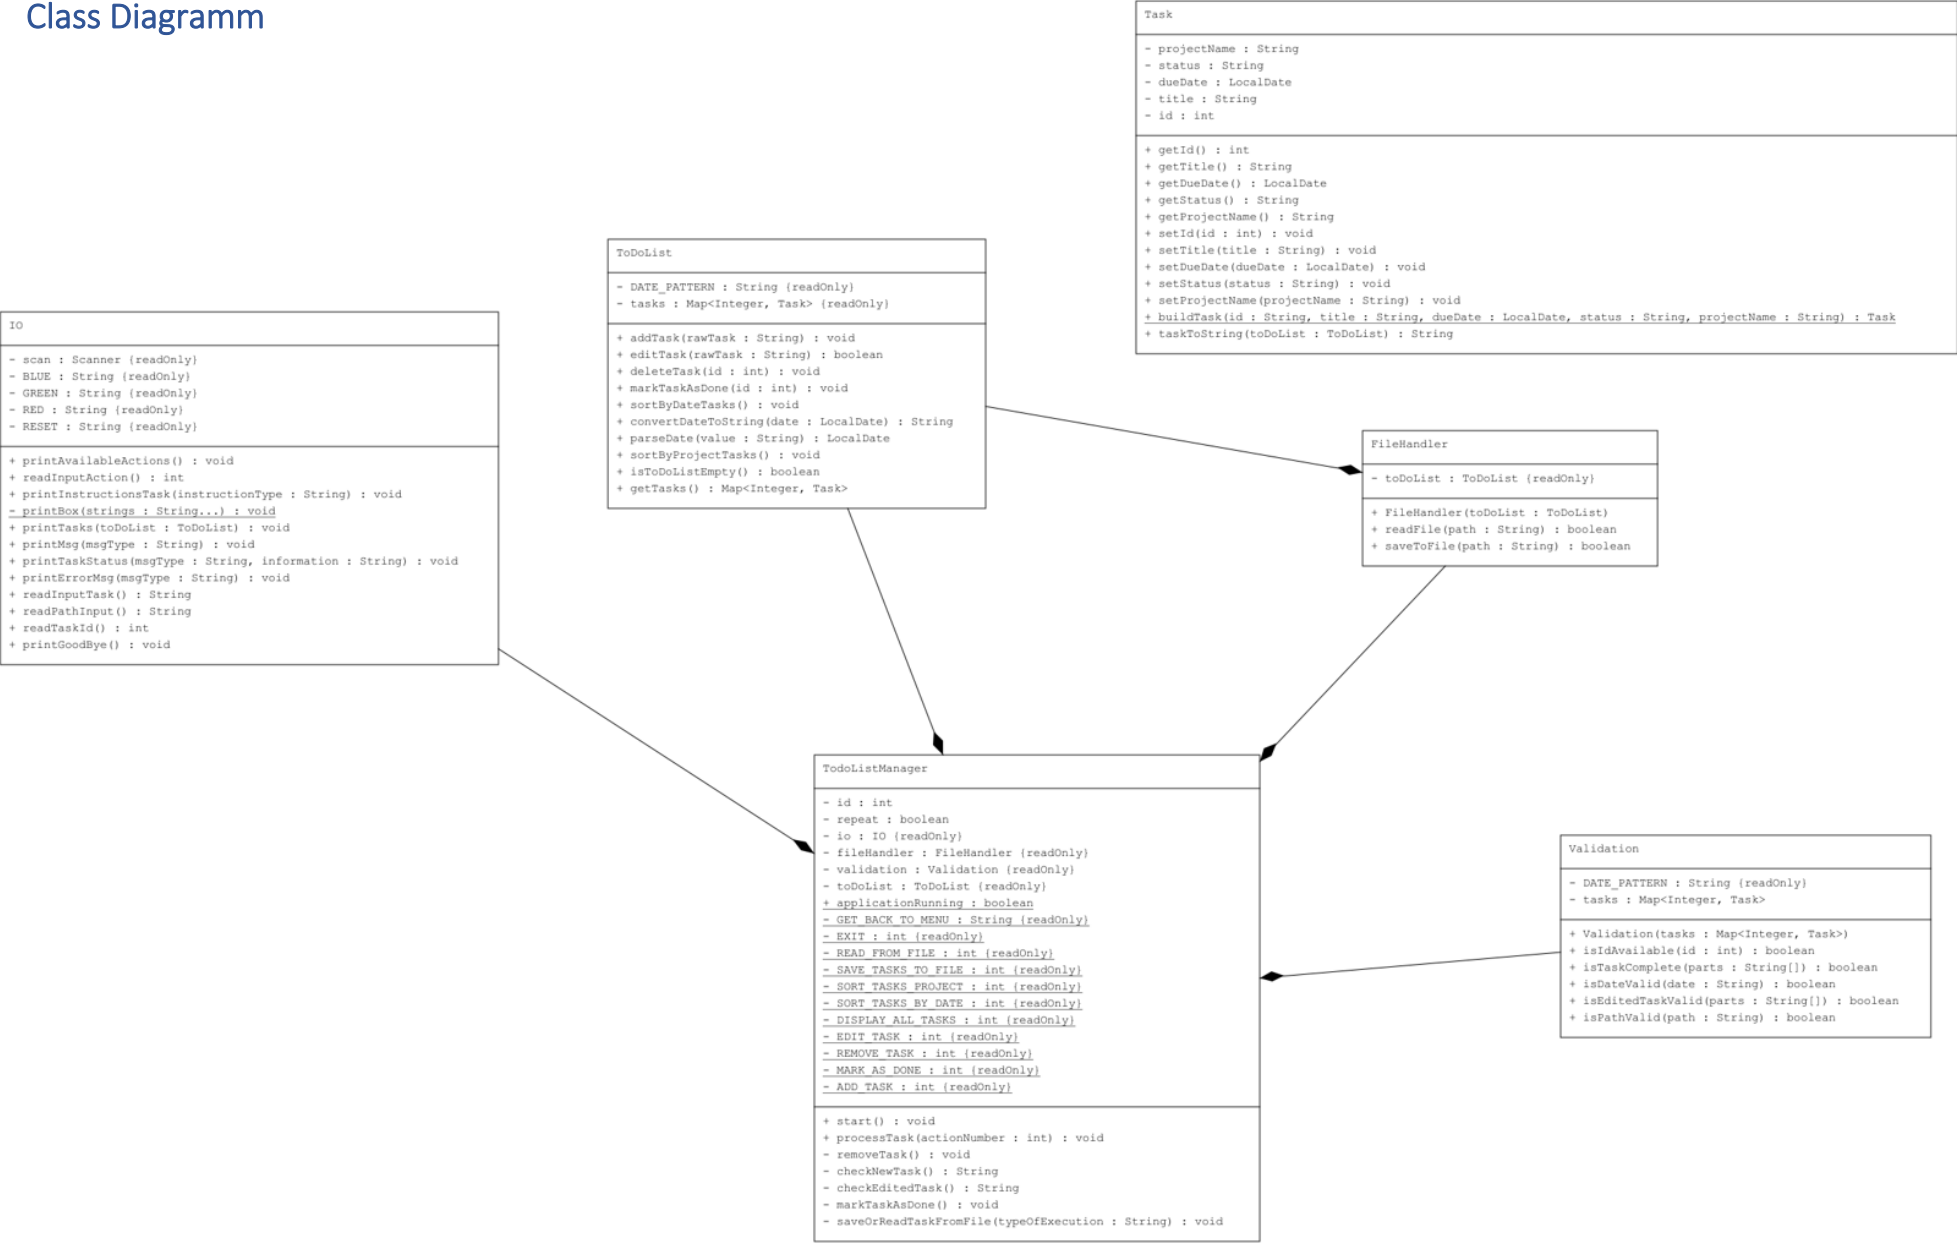 Class Diagramm
Task
- projectName : String
- status : String
- dueDate : LocalDate
- title : String
- id : int
+ getId() : int
+ getTitle() : String
+ getDueDate() : LocalDate
+ getStatus() : String
+ getProjectName() : String
+ setId(id : int) : void
+ setTitle(title : String) : void
+ setDueDate(dueDate : LocalDate) : void
+ setStatus(status : String) : void
+ setProjectName(projectName : String) : void
+ buildTask(id : String, title : String, dueDate : LocalDate, status : String, projectName : String) : Task
+ taskToString(toDoList : ToDoList) : String
ToDoList
- DATE_PATTERN : String {readOnly}
- tasks : Map<Integer, Task> {readOnly}
+ addTask(rawTask : String) : void
+ editTask(rawTask : String) : boolean
+ deleteTask(id : int) : void
+ markTaskAsDone(id : int) : void
+ sortByDateTasks() : void
+ convertDateToString(date : LocalDate) : String
+ parseDate(value : String) : LocalDate
+ sortByProjectTasks() : void
+ isToDoListEmpty() : boolean
+ getTasks() : Map<Integer, Task>
IO
- scan : Scanner {readOnly}
- BLUE : String {readOnly}
- GREEN : String {readOnly}
- RED : String {readOnly}
- RESET : String {readOnly}
+ printAvailableActions() : void
+ readInputAction() : int
+ printInstructionsTask(instructionType : String) : void
- printBox(strings : String...) : void
+ printTasks(toDoList : ToDoList) : void
+ printMsg(msgType : String) : void
+ printTaskStatus(msgType : String, information : String) : void
+ printErrorMsg(msgType : String) : void
+ readInputTask() : String
+ readPathInput() : String
+ readTaskId() : int
+ printGoodBye() : void
FileHandler
- toDoList : ToDoList {readOnly}
+ FileHandler(toDoList : ToDoList)
+ readFile(path : String) : boolean
+ saveToFile(path : String) : boolean
TodoListManager
- id : int
- repeat : boolean
- io : IO {readOnly}
- fileHandler : FileHandler {readOnly}
- validation : Validation {readOnly}
- toDoList : ToDoList {readOnly}
+ applicationRunning : boolean
- GET_BACK_TO_MENU : String {readOnly}
- EXIT : int {readOnly}
- READ_FROM_FILE : int {readOnly}
- SAVE_TASKS_TO_FILE : int {readOnly}
- SORT_TASKS_PROJECT : int {readOnly}
- SORT_TASKS_BY_DATE : int {readOnly}
- DISPLAY_ALL_TASKS : int {readOnly}
- EDIT_TASK : int {readOnly}
- REMOVE_TASK : int {readOnly}
- MARK_AS_DONE : int {readOnly}
- ADD_TASK : int {readOnly}
+ start() : void
+ processTask(actionNumber : int) : void
- removeTask() : void
- checkNewTask() : String
- checkEditedTask() : String
- markTaskAsDone() : void
- saveOrReadTaskFromFile(typeOfExecution : String) : void
Validation
- DATE_PATTERN : String {readOnly}
- tasks : Map<Integer, Task>
+ Validation(tasks : Map<Integer, Task>)
+ isIdAvailable(id : int) : boolean
+ isTaskComplete(parts : String[]) : boolean
+ isDateValid(date : String) : boolean
+ isEditedTaskValid(parts : String[]) : boolean
+ isPathValid(path : String) : boolean